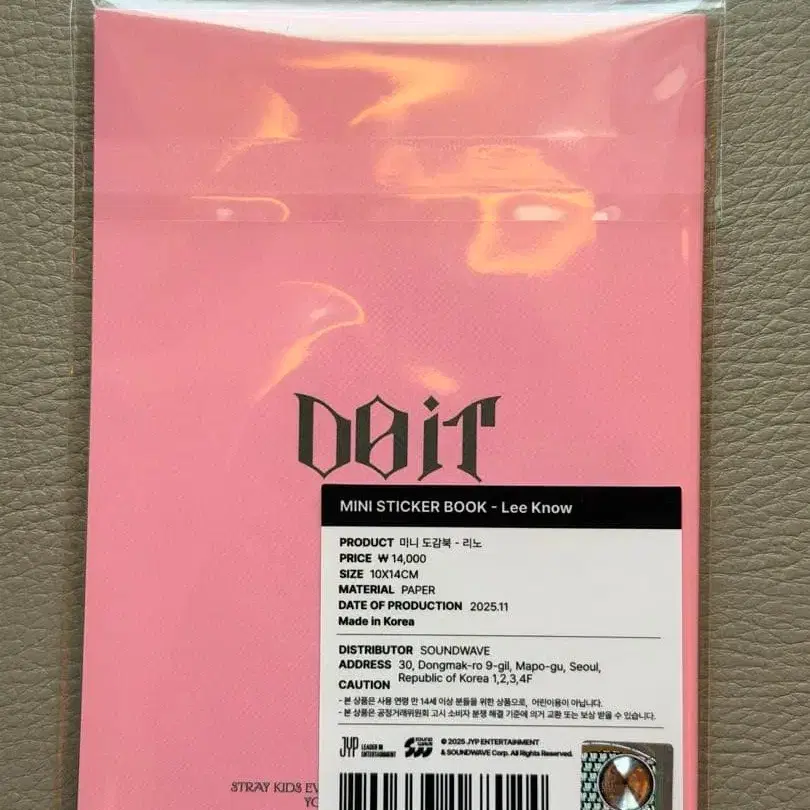 DO iT
MINI STICKER BOOK - Lee Know
PRODUCT 미니 도감북 - 리노
PRICE ₩ 14,000
SIZE 10X14CM
MATERIAL PAPER
DATE OF PRODUCTION 2025.11
Made in Korea
DISTRIBUTOR SOUNDWAVE
ADDRESS 30, Dongmak-ro 9-gil, Mapo-gu, Seoul,
Republic of Korea 1,2,3,4F
CAUTION
- 본 상품은 사용 연령 만 14세 이상 분들을 위한 상품으로, 어린이용이 아닙니다.
- 본 상품은 공정거래위원회 고시 소비자 분쟁 해결 기준에 의거 교환 또는 보상 받을 수 있습니다.
JYP LEADER IN ENTERTAINMENT
SOUND WAVE
© 2025 JYP ENTERTAINMENT
& SOUNDWAVE Corp. All Rights Reserved.
STRAY KIDS